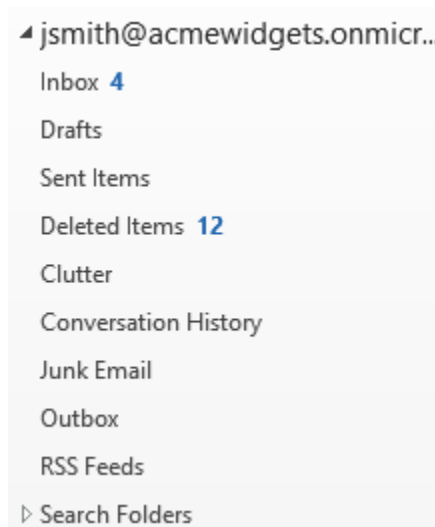 jsmith@acmewidgets.onmicr...
Inbox 4
Drafts
Sent Items
Deleted Items 12
Clutter
Conversation History
Junk Email
Outbox
RSS Feeds
Search Folders